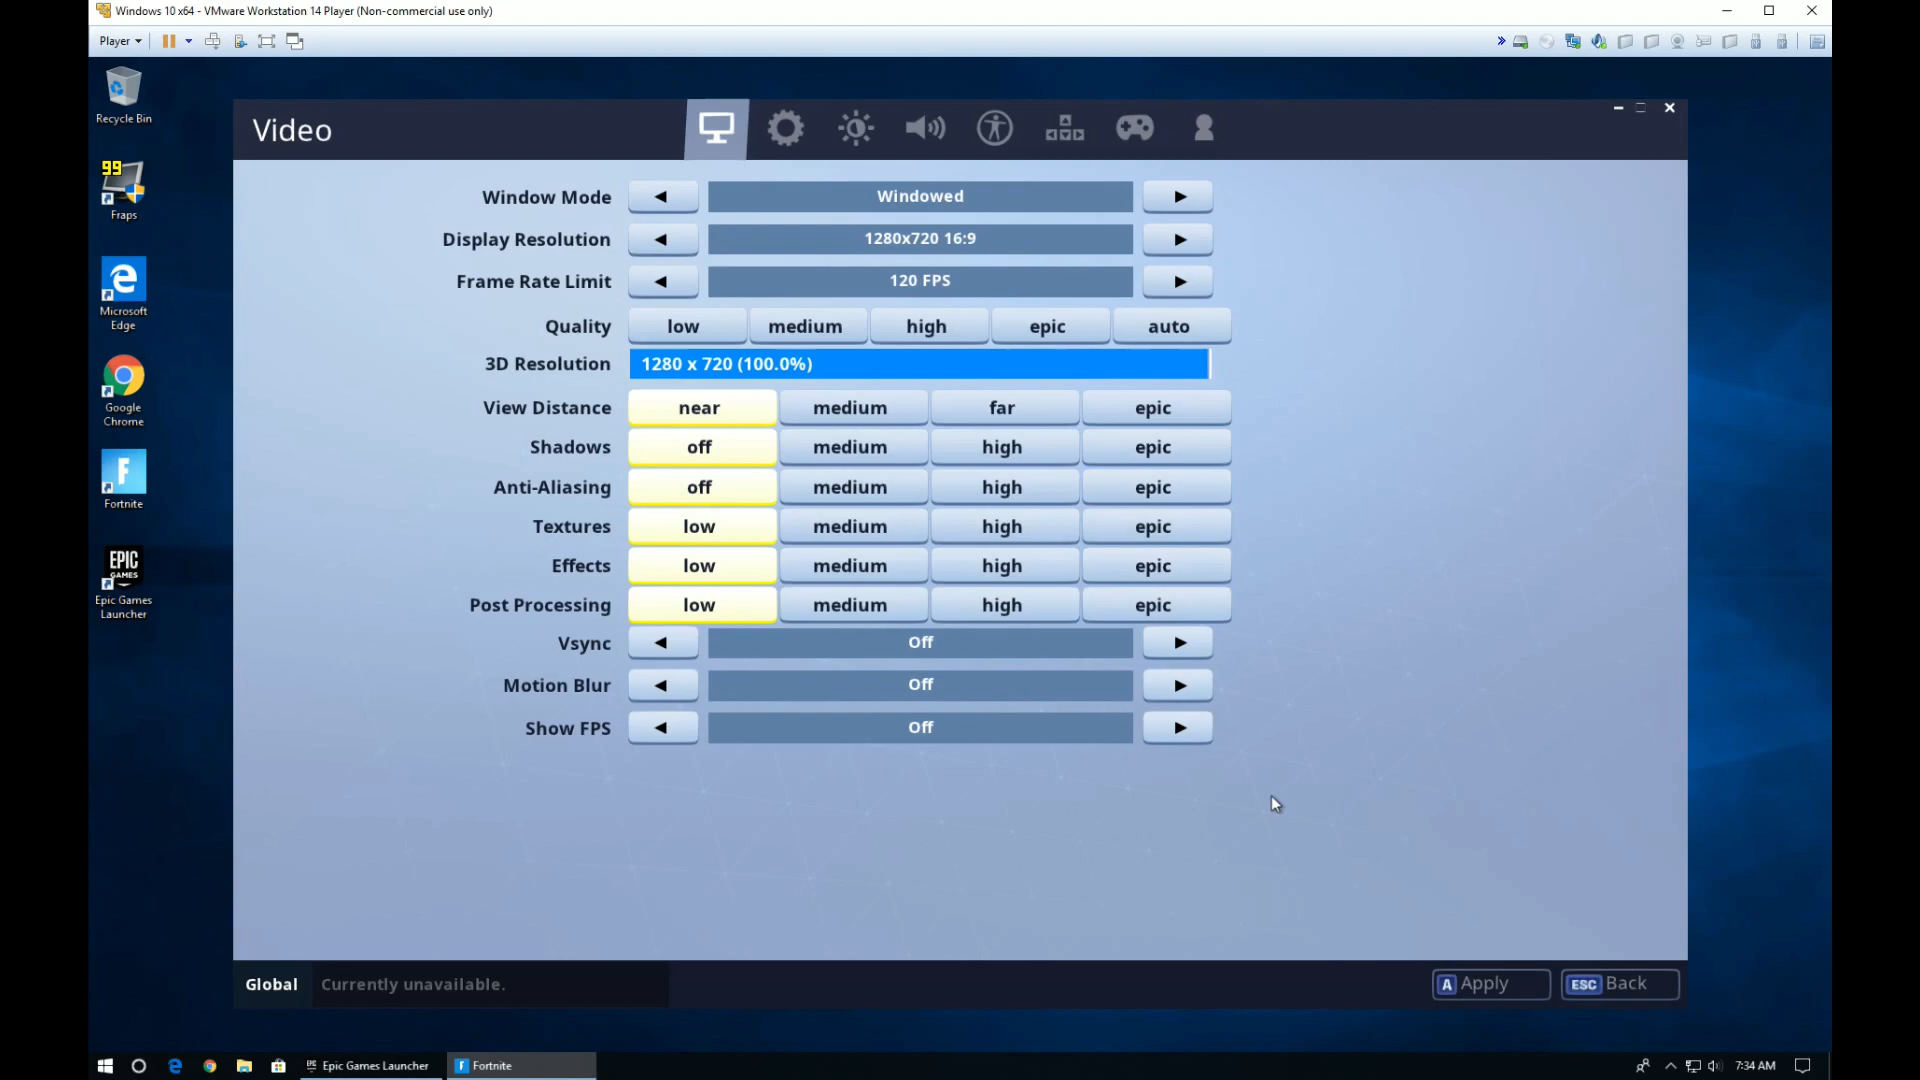 Windows 10 x64 - VMware Workstation 14 Player (Non-commercial use only)
Player
Recycle Bin
99
Fraps
Microsoft
Edge
Google
Chrome
Fortnite
EPIC
GAMES
Epic Games
Launcher
Video
Window Mode Windowed
Display Resolution 1280x720 16:9
Frame Rate Limit 120 FPS
Quality low medium high epic auto
3D Resolution 1280 x 720 (100.0%)
View Distance near medium far epic
Shadows off medium high epic
Anti-Aliasing off medium high epic
Textures low medium high epic
Effects low medium high epic
Post Processing low medium high epic
Vsync Off
Motion Blur Off
Show FPS Off
Global Currently unavailable. A Apply ESC Back
Epic Games Launcher Fortnite 7:34 AM